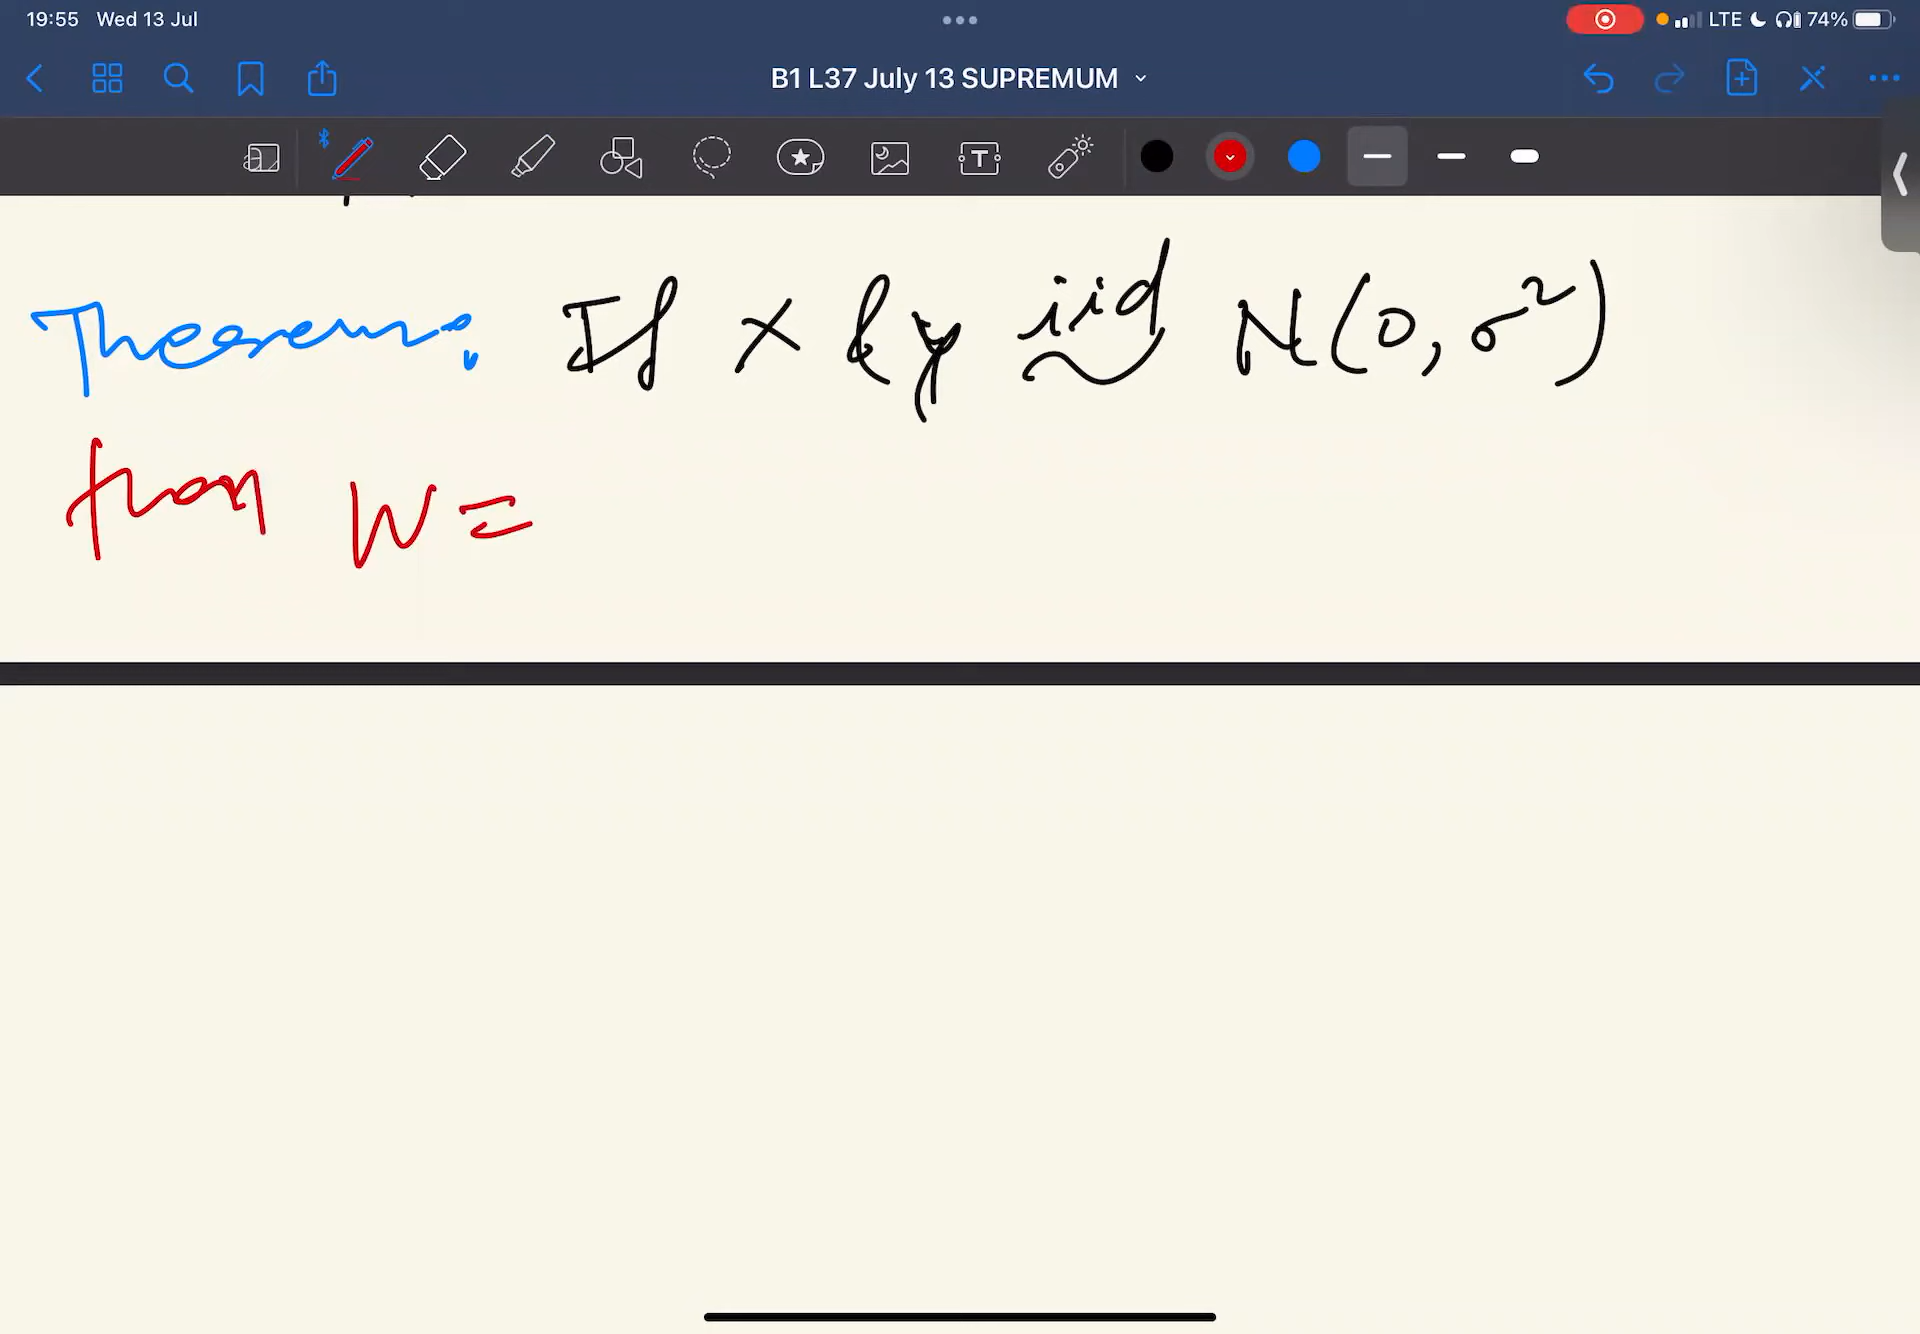 19:55 Wed 13 Jul
LTE 74%
B1 L37 July 13 SUPREMUM
Theorem: If X & Y iid ~ N(0, σ²)
then W =